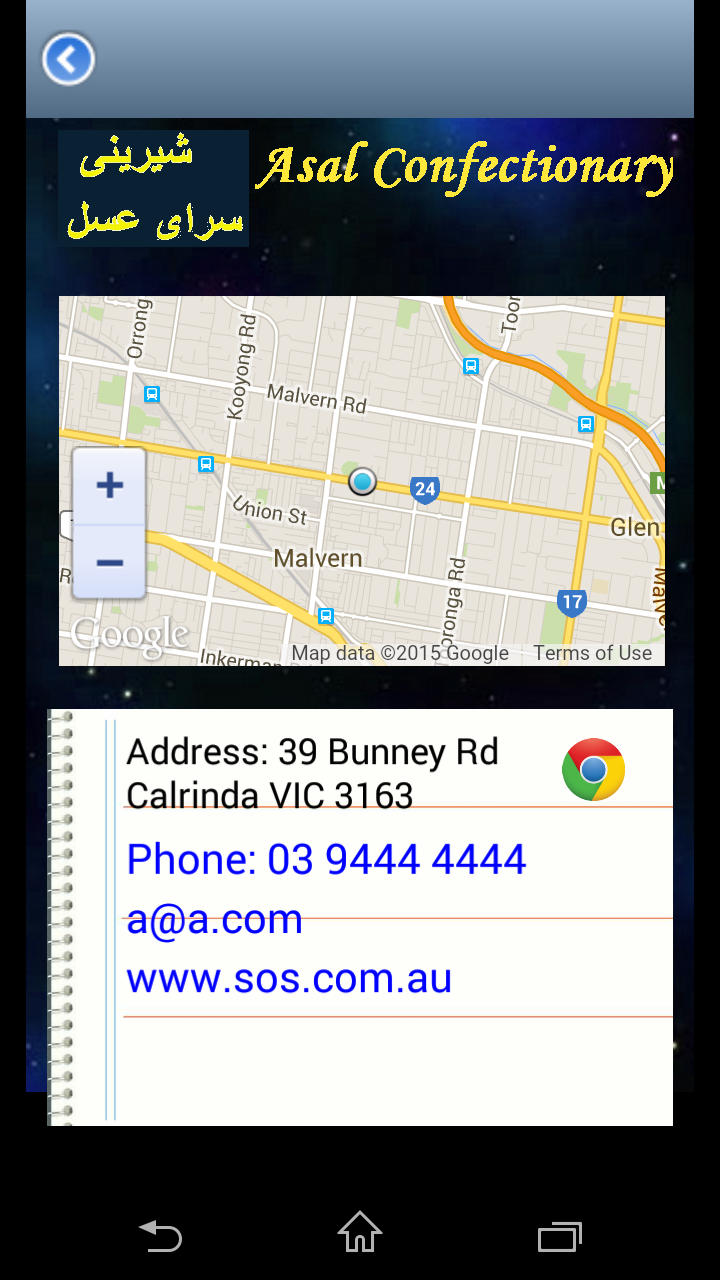 شیرینی
سرای عسل
Asal Confectionary
Orrong
Kooyong Rd
Toor
Malvern Rd
24
Union St
Glen
Malvern
oronga Rd
17
Malve
Google
Inkerman
Map data ©2015 Google Terms of Use
+
−
Address: 39 Bunney Rd
Calrinda VIC 3163
Phone: 03 9444 4444
a@a.com
www.sos.com.au